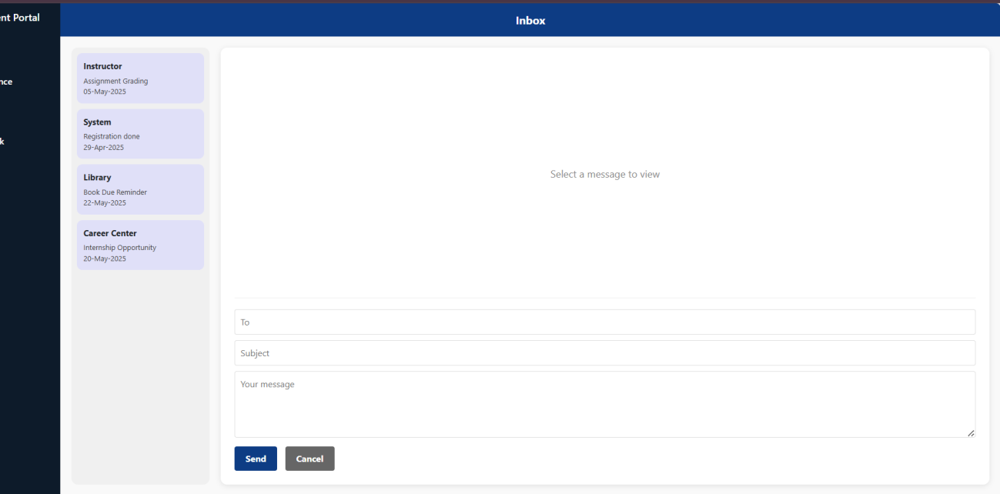 ent Portal
nce
k
Inbox
Instructor
Assignment Grading
05-May-2025
System
Registration done
29-Apr-2025
Library
Book Due Reminder
22-May-2025
Career Center
Internship Opportunity
20-May-2025
Select a message to view
To
Subject
Your message
Send Cancel